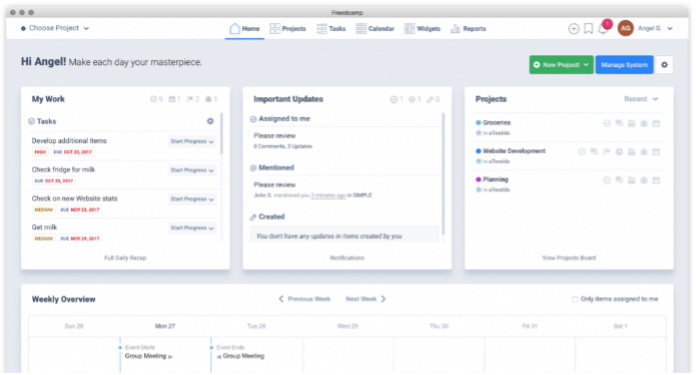 Freedcamp
Choose Project
Home Projects Tasks Calendar Widgets Reports
1
AG Angel G.
Hi Angel! Make each day your masterpiece.
New Project! Manage System
My Work 9 1 2 1
Tasks
Develop additional items Start Progress
HIGH DUE OCT 20, 2017
Check fridge for milk Start Progress
DUE OCT 25, 2017
Check on new Website stats Start Progress
MEDIUM DUE NOV 23, 2017
Get milk Start Progress
MEDIUM DUE NOV 29, 2017
Full Daily Recap
Important Updates 1 1 0
Assigned to me
Please review
0 Comments, 3 Updates
Mentioned
Please review
John S. mentioned you 2 minutes ago in SIMPLE
Created
You don't have any updates in items created by you
Notifications
Projects Recent
Groceries
in aTeedda
Website Development
in aTeedda
Planning
in aTeedda
View Projects Board
Weekly Overview Previous Week Next Week Only items assigned to me
Sun 26 Mon 27 Tue 28 Wed 29 Thu 30 Fri 31 Sat 1
Event Starts
Group Meeting
Event Ends
Group Meeting